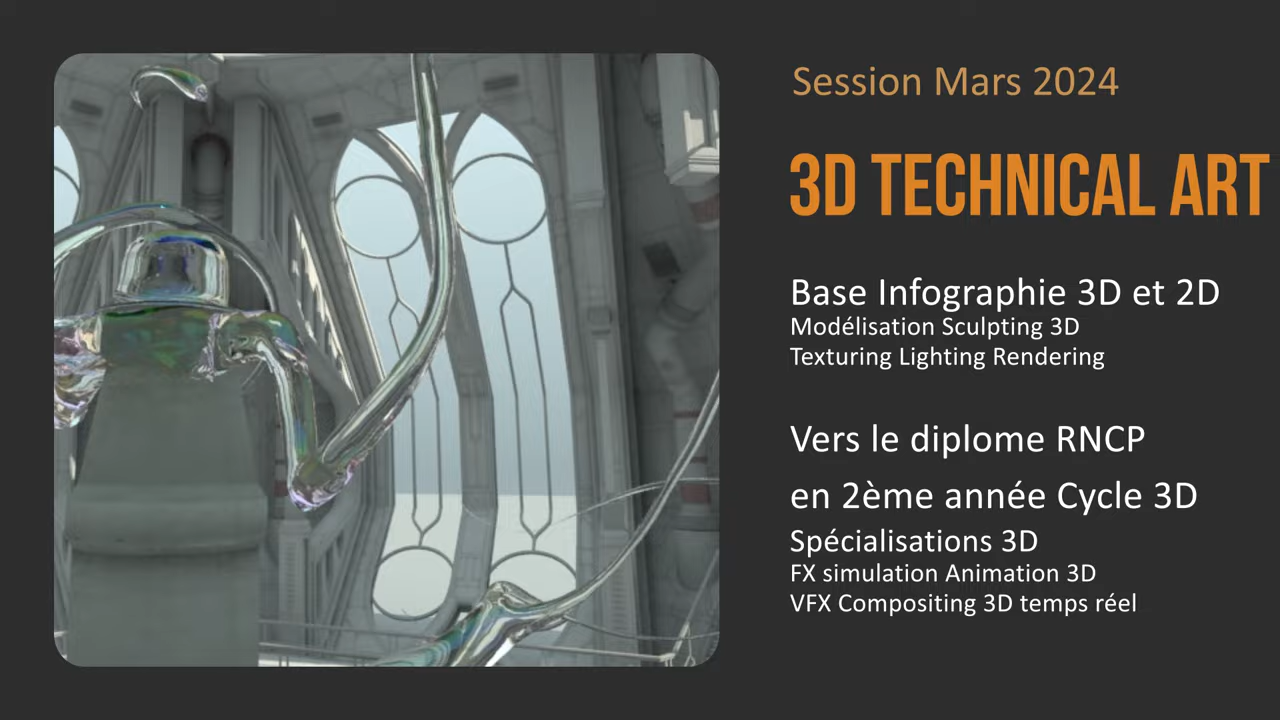 Session Mars 2024
3D TECHNICAL ART
Base Infographie 3D et 2D
Modélisation Sculpting 3D
Texturing Lighting Rendering
Vers le diplome RNCP
en 2ème année Cycle 3D
Spécialisations 3D
FX simulation Animation 3D
VFX Compositing 3D temps réel